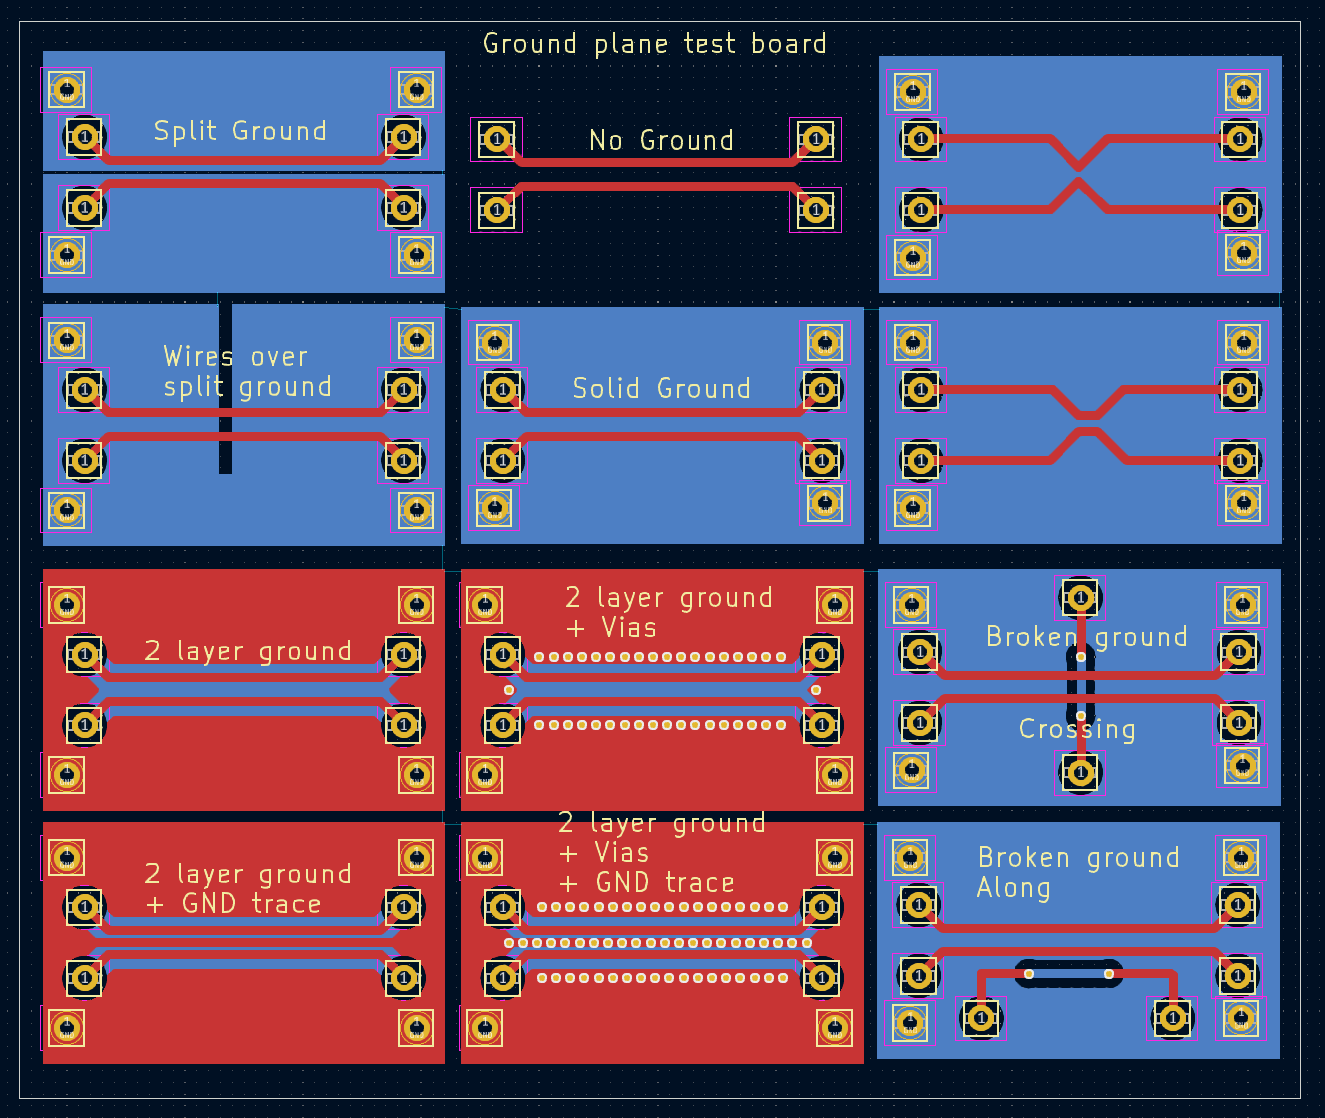 Ground plane test board
Split Ground
No Ground
Wires over
split ground
Solid Ground
2 layer ground
2 layer ground
+ Vias
Broken ground
Crossing
2 layer ground
+ GND trace
2 layer ground
+ Vias
+ GND trace
Broken ground
Along